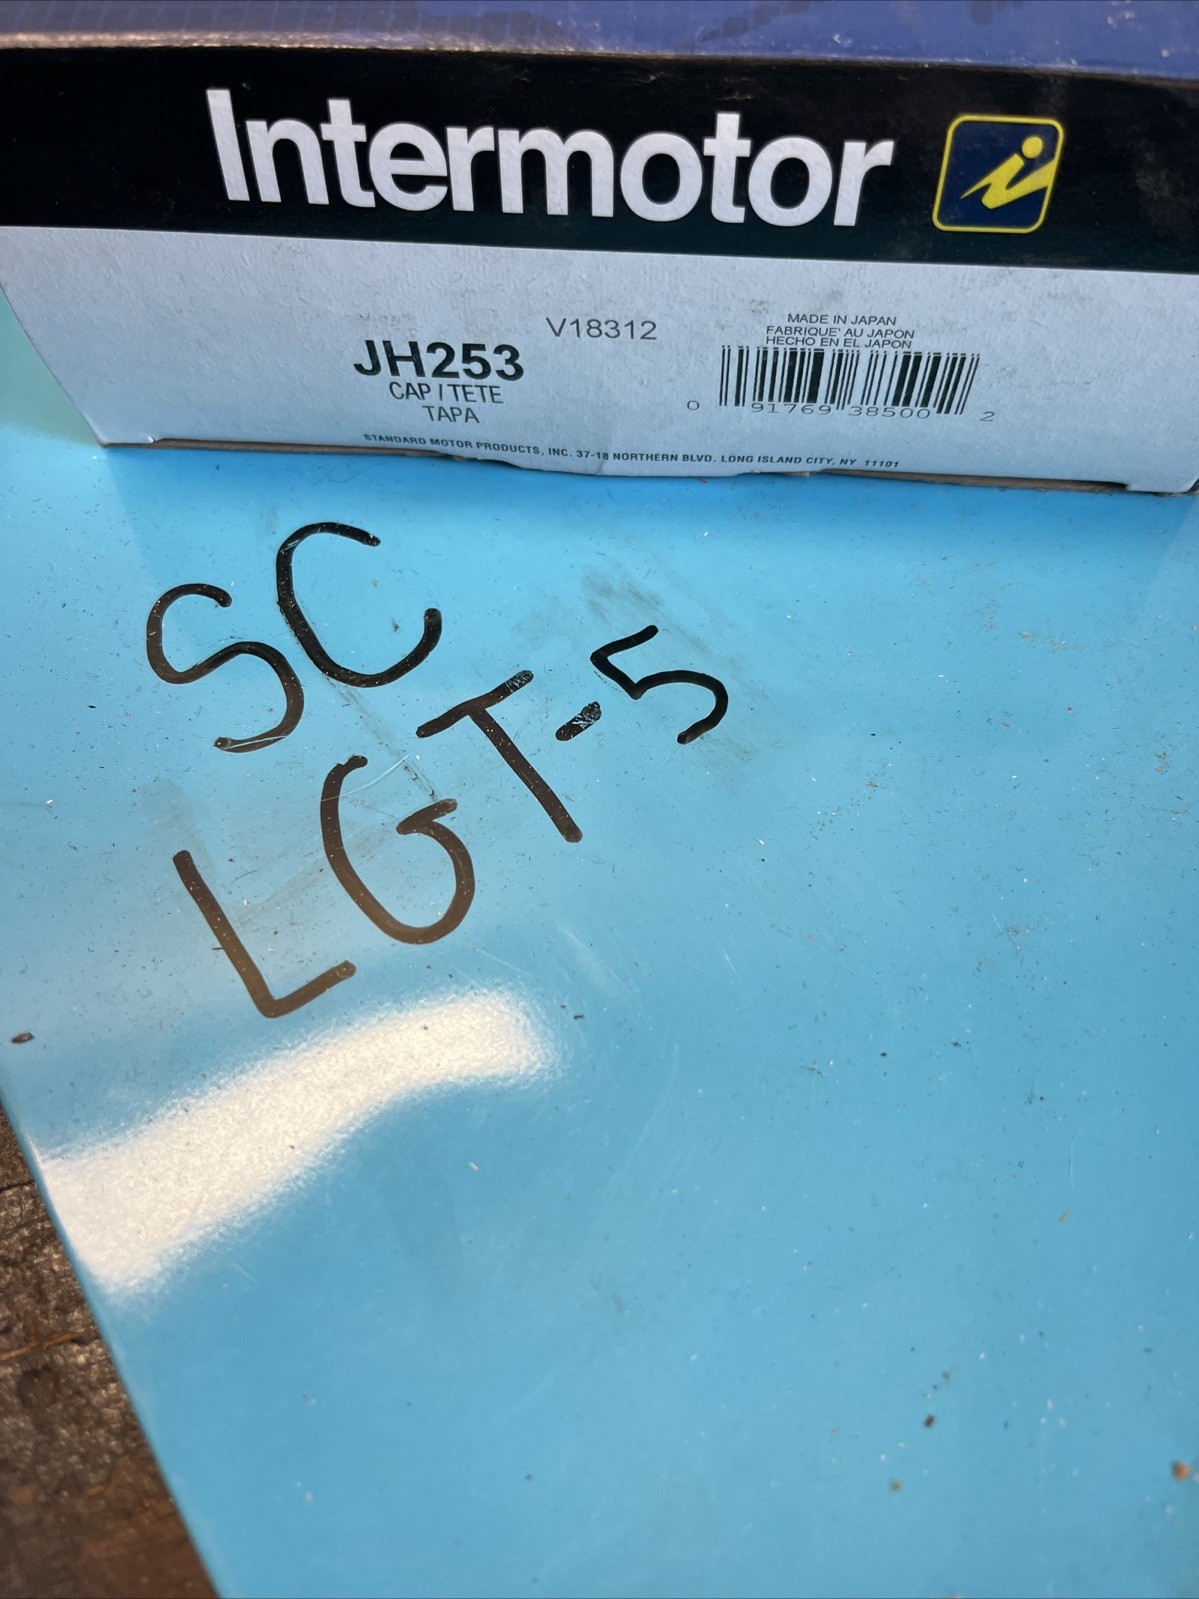 Intermotor
V18312
JH253
CAP / TETE
TAPA
MADE IN JAPAN
FABRIQUE' AU JAPON
HECHO EN EL JAPON
0 91769 38500 2
STANDARD MOTOR PRODUCTS, INC. 37-18 NORTHERN BLVD. LONG ISLAND CITY, NY 11101
SC
LGT-5